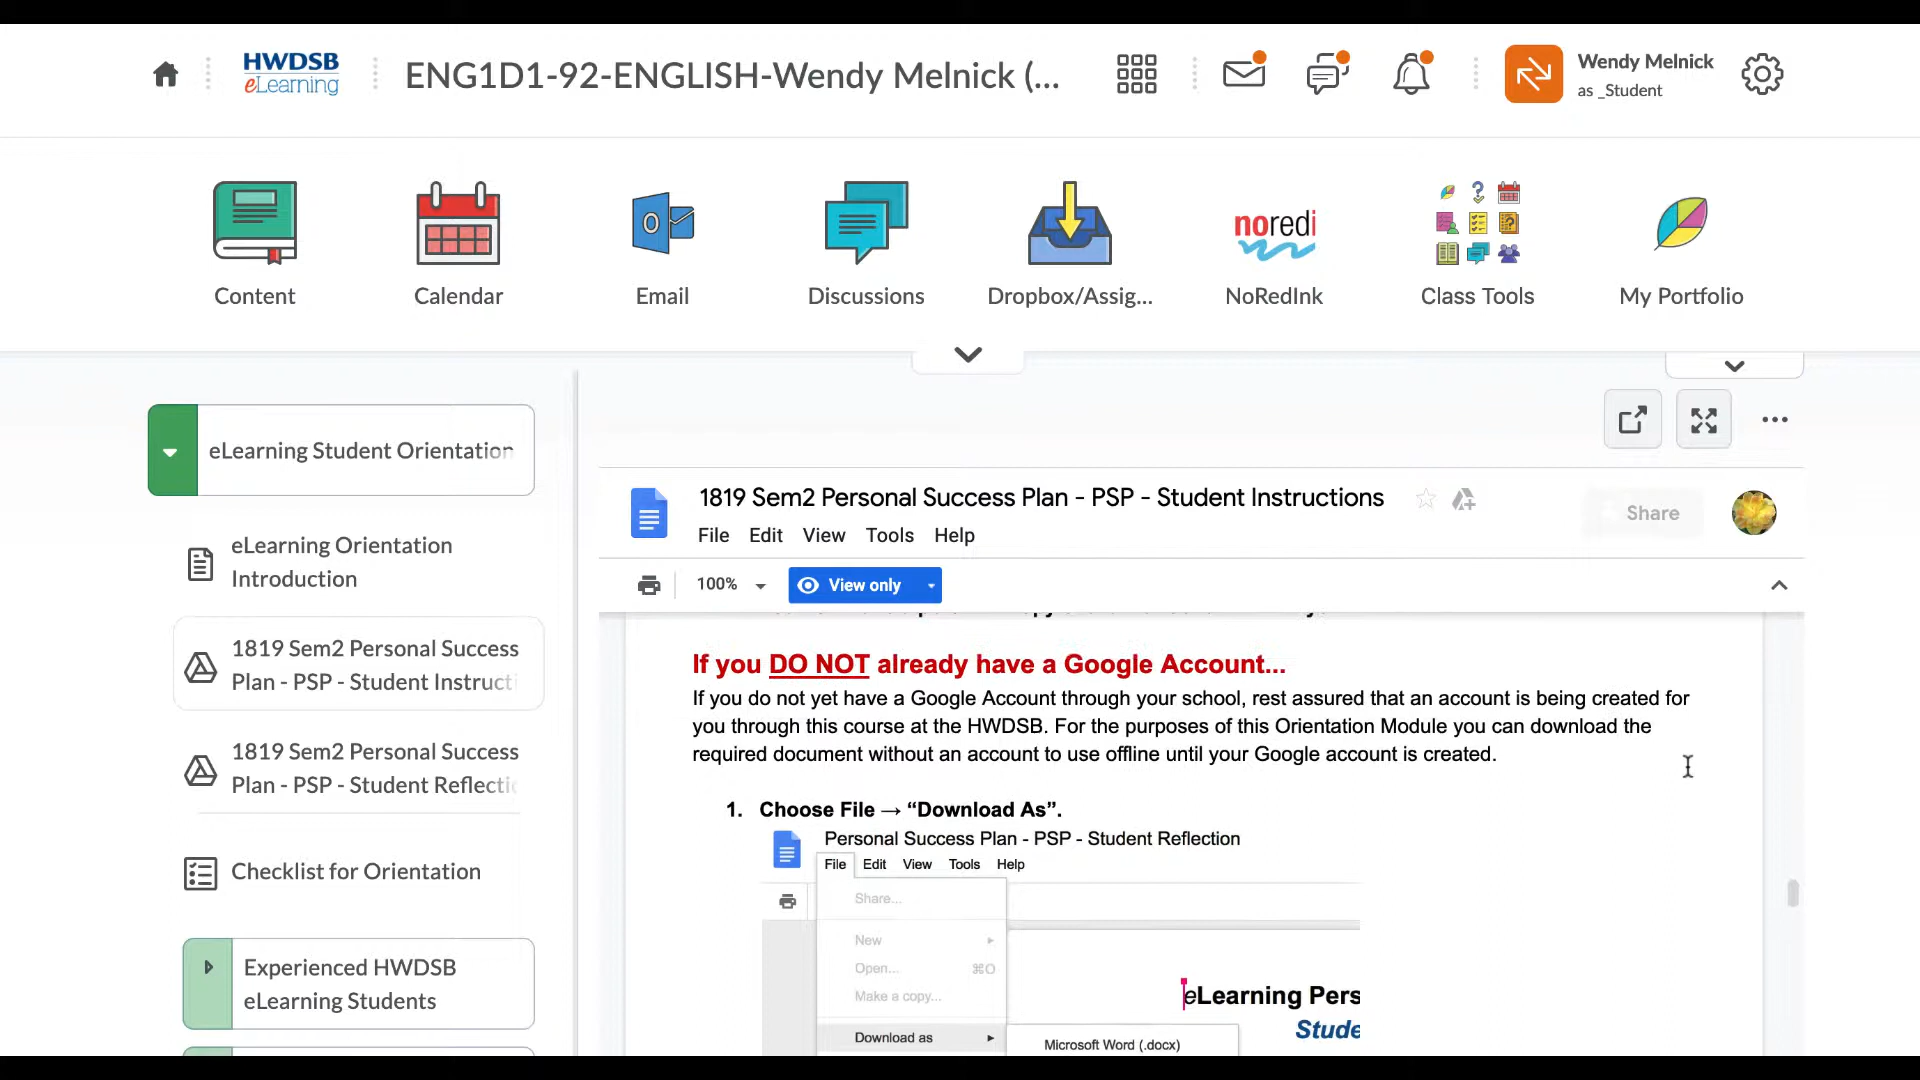 HWDSB
eLearning
ENG1D1-92-ENGLISH-Wendy Melnick (...
Wendy Melnick
as _Student
Content
Calendar
Email
Discussions
Dropbox/Assig...
noredi
NoRedInk
Class Tools
My Portfolio
eLearning Student Orientation
eLearning Orientation
Introduction
1819 Sem2 Personal Success
Plan - PSP - Student Instructi
1819 Sem2 Personal Success
Plan - PSP - Student Reflectio
Checklist for Orientation
Experienced HWDSB
eLearning Students
1819 Sem2 Personal Success Plan - PSP - Student Instructions
File Edit View Tools Help
Share
100%
View only
If you DO NOT already have a Google Account...
If you do not yet have a Google Account through your school, rest assured that an account is being created for
you through this course at the HWDSB. For the purposes of this Orientation Module you can download the
required document without an account to use offline until your Google account is created.
1. Choose File → “Download As”.
Personal Success Plan - PSP - Student Reflection
File Edit View Tools Help
Share...
New
Open... ⌘O
Make a copy...
Download as
Microsoft Word (.docx)
eLearning Pers
Stude